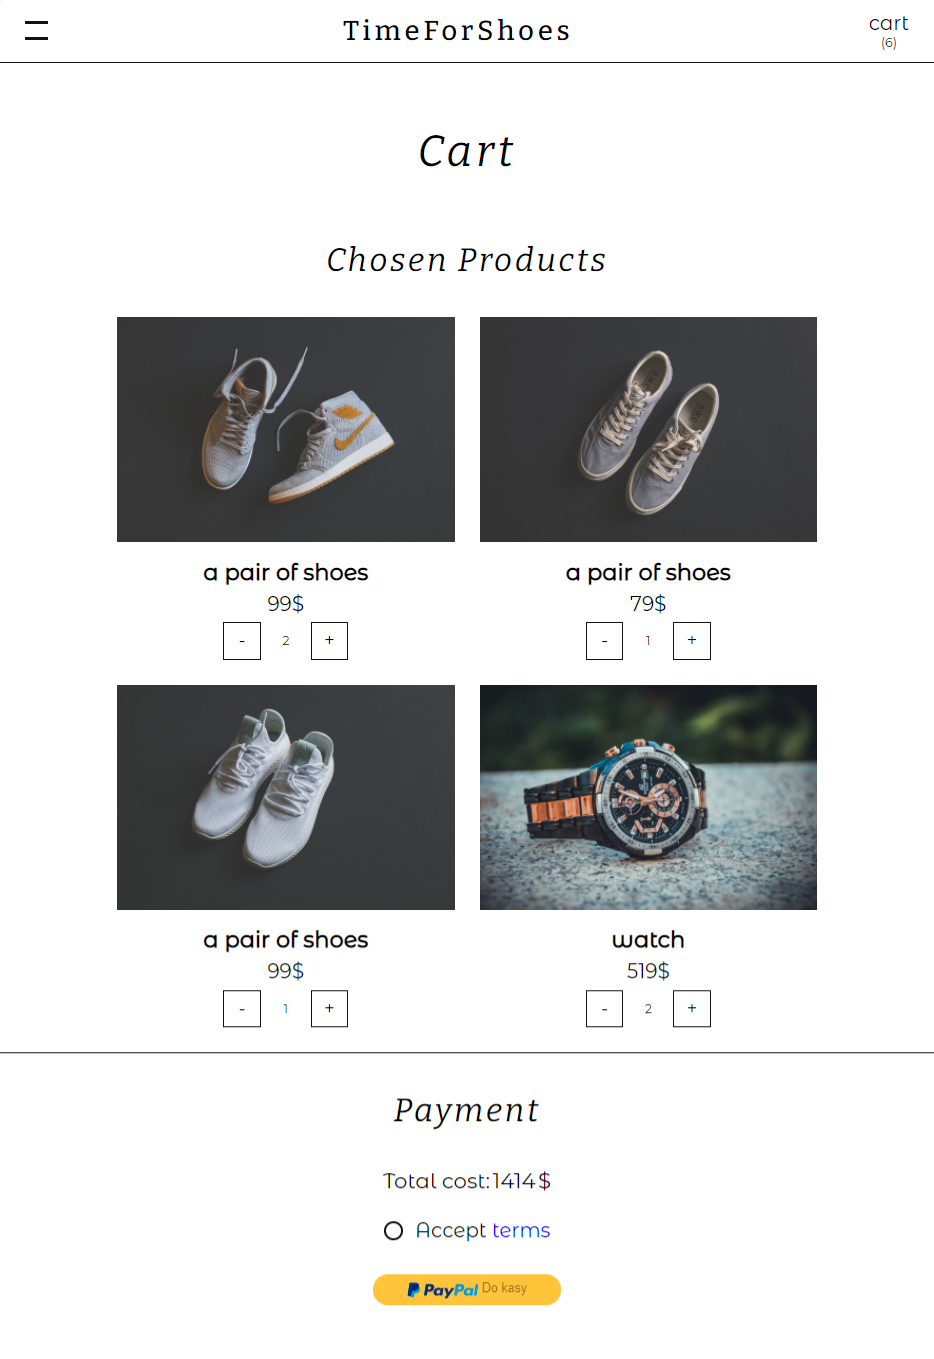 TimeForShoes
cart
(6)
Cart
Chosen Products
a pair of shoes
99$
- 2 +
a pair of shoes
79$
- 1 +
a pair of shoes
99$
- 1 +
watch
519$
- 2 +
Payment
Total cost:1414$
Accept terms
PayPal Do kasy